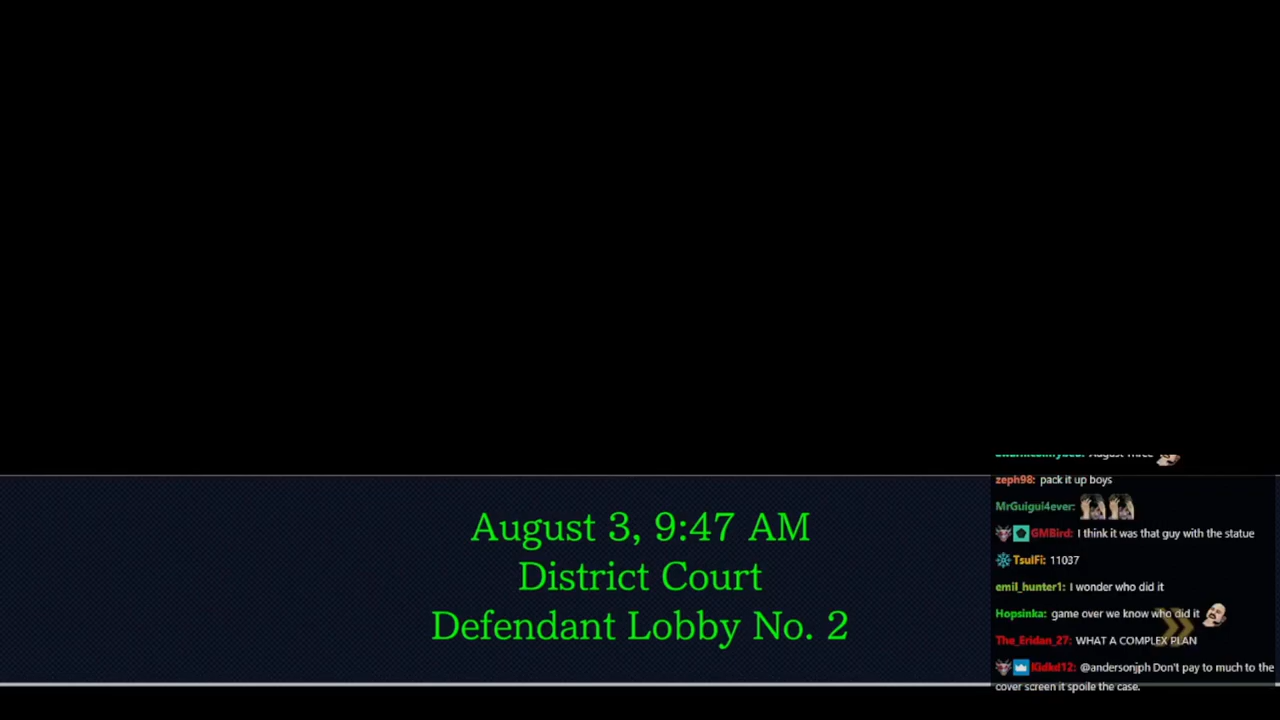 August 3, 9:47 AM
District Court
Defendant Lobby No. 2
zeph98: pack it up boys
MrGuigui4ever:
GMBird: I think it was that guy with the statue
TsulFi: 11037
emil_hunter1: I wonder who did it
Hopsinka: game over we know who did it
The_Eridan_27: WHAT A COMPLEX PLAN
Kidkd12: @andersonjph Don't pay to much to the
cover screen it spoile the case.